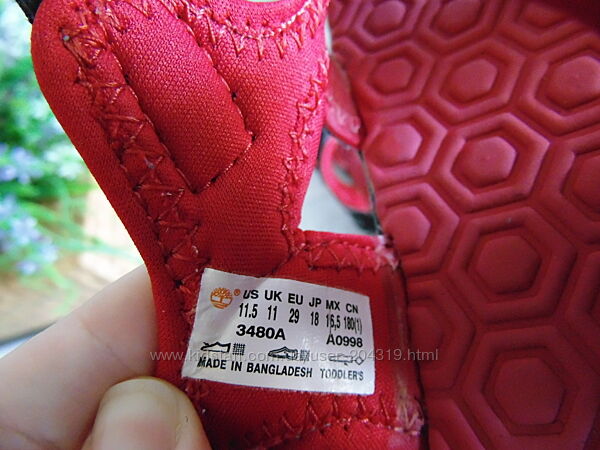 US UK EU JP MX CN
11.5 11 29 18 16,5 180(1)
3480A A0998
MADE IN BANGLADESH TODDLER'S